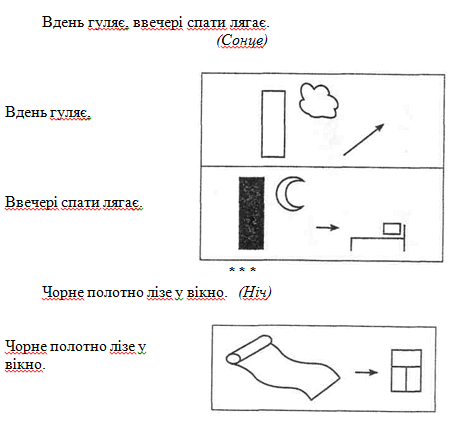 Вдень гуляє, ввечері спати лягає.
(Сонце)
Вдень гуляє,
Ввечері спати лягає.
* * *
Чорне полотно лізе у вікно. (Ніч)
Чорне полотно лізе у
вікно.